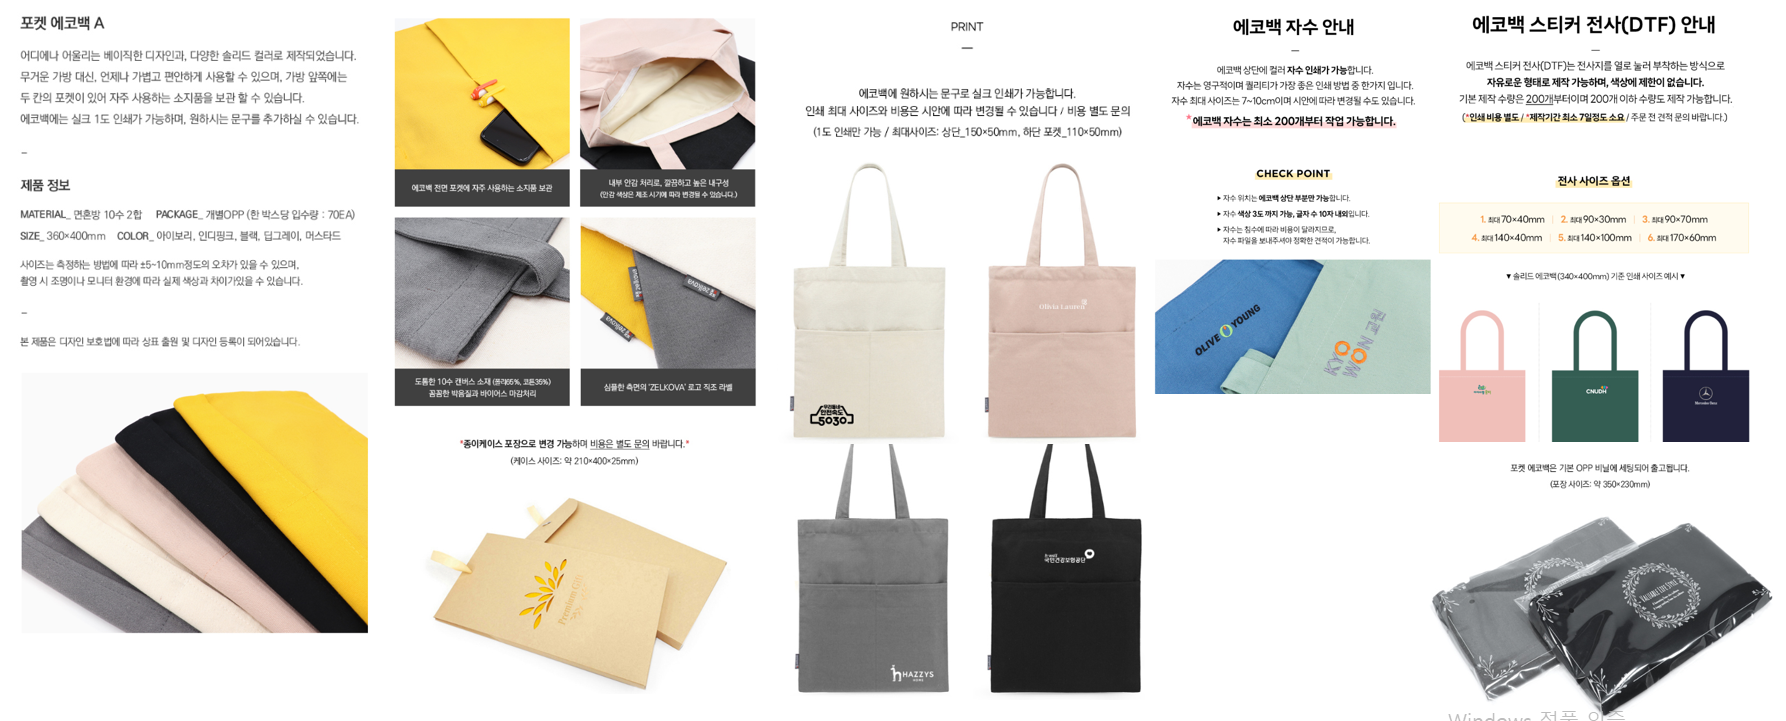 포켓 에코백 A
어디에나 어울리는 베이직한 디자인과, 다양한 솔리드 컬러로 제작되었습니다.
무거운 가방 대신, 언제나 가볍고 편안하게 사용할 수 있으며, 가방 앞쪽에는
두 칸의 포켓이 있어 자주 사용하는 소지품을 보관 할 수 있습니다.
에코백에는 실크 1도 인쇄가 가능하며, 원하시는 문구를 추가하실 수 있습니다.
–
제품 정보
MATERIAL_ 면혼방 10수 2합 PACKAGE_ 개별OPP (한 박스당 입수량 : 70EA)
SIZE_ 360×400mm COLOR_ 아이보리, 인디핑크, 블랙, 딥그레이, 머스타드
사이즈는 측정하는 방법에 따라 ±5~10mm정도의 오차가 있을 수 있으며,
촬영 시 조명이나 모니터 환경에 따라 실제 색상과 차이가있을 수 있습니다.
–
본 제품은 디자인 보호법에 따라 상표 출원 및 디자인 등록이 되어있습니다.
에코백 전면 포켓에 자주 사용하는 소지품 보관
내부 안감 처리로, 깔끔하고 높은 내구성
(안감 색상은 제조 시기에 따라 변경될 수 있습니다.)
도톰한 10수 캔버스 소재 (폴리65%, 코튼35%)
꼼꼼한 박음질과 바이어스 마감처리
zelkova
zelkova
zelkova
심플한 측면의 'ZELKOVA' 로고 직조 라벨
*종이케이스 포장으로 변경 가능하며 비용은 별도 문의 바랍니다.*
(케이스 사이즈: 약 210×400×25mm)
Premium Gift
PRINT
–
에코백에 원하시는 문구로 실크 인쇄가 가능합니다.
인쇄 최대 사이즈와 비용은 시안에 따라 변경될 수 있습니다 / 비용 별도 문의
(1도 인쇄만 가능 / 최대사이즈: 상단_150×50mm, 하단 포켓_110×50mm)
우리동네
안전속도
5030
Olivia Lauren
HAZZYS
HOME
국민건강보험공단
에코백 자수 안내
–
에코백 상단에 컬러 자수 인쇄가 가능합니다.
자수는 영구적이며 퀄리티가 가장 좋은 인쇄 방법 중 한가지 입니다.
자수 최대 사이즈는 7~10cm이며 시안에 따라 변경될 수도 있습니다.
*에코백 자수는 최소 200개부터 작업 가능합니다.
CHECK POINT
▶ 자수 위치는 에코백 상단 부분만 가능합니다.
▶ 자수 색상 3도 까지 가능, 글자 수 10자 내외입니다.
▶ 자수는 침수에 따라 비용이 달라지므로,
자수 파일을 보내주셔야 정확한 견적이 가능합니다.
OLIVE YOUNG
KYOWON 교원
에코백 스티커 전사(DTF) 안내
–
에코백 스티커 전사(DTF)는 전사지를 열로 눌러 부착하는 방식으로
자유로운 형태로 제작 가능하며, 색상에 제한이 없습니다.
기본 제작 수량은 200개부터이며 200개 이하 수량도 제작 가능합니다.
(*인쇄 비용 별도 / *제작기간 최소 7일정도 소요 / 주문 전 견적 문의 바랍니다.)
전사 사이즈 옵션
1. 최대 70×40mm | 2. 최대 90×30mm | 3. 최대 90×70mm
4. 최대 140×40mm | 5. 최대 140×100mm | 6. 최대 170×60mm
▼ 솔리드 에코백(340×400mm) 기준 인쇄 사이즈 예시 ▼
CNUDH
Mercedes-Benz
포켓 에코백은 기본 OPP 비닐에 세팅되어 출고됩니다.
(포장 사이즈: 약 350×230mm)
VALUABLE LIFE STYLE
Windows 정품 인증